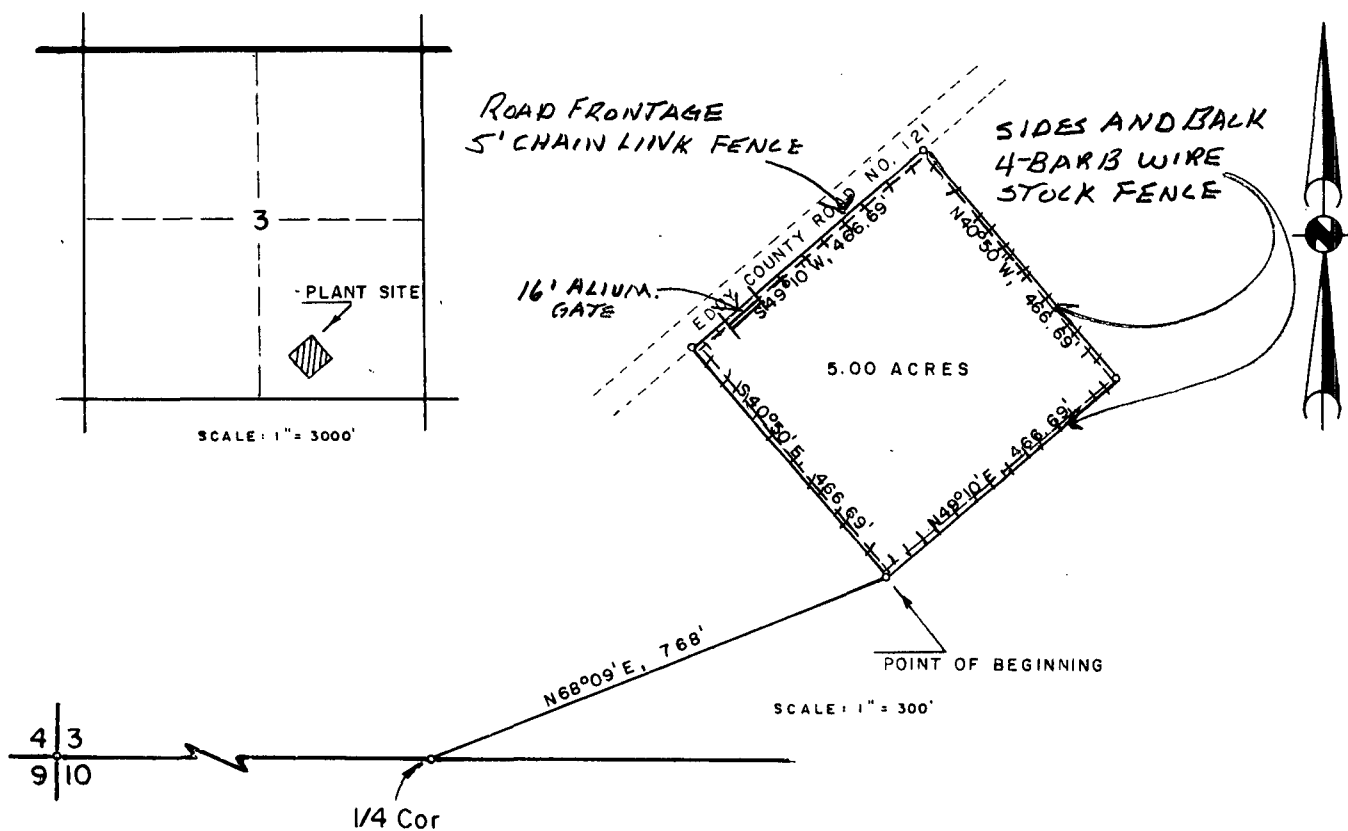 3
PLANT SITE
SCALE: 1" = 3000'
ROAD FRONTAGE
5' CHAIN LINK FENCE
EDDY COUNTY ROAD NO. 121
SIDES AND BACK
4-BARB WIRE
STOCK FENCE
16' ALIUM.
GATE
S49°10'W, 466.69'
N40°50'W, 466.69'
5.00 ACRES
S40°50'E, 466.69'
N49°10'E 466.69'
N68°09'E, 768'
POINT OF BEGINNING
SCALE: 1" = 300'
4 3
9 10
1/4 Cor
N